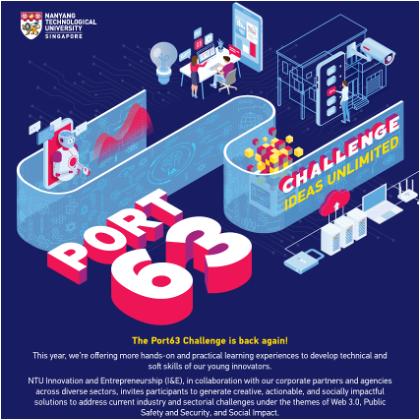 NANYANG
TECHNOLOGICAL
UNIVERSITY
SINGAPORE
CHALLENGE
IDEAS UNLIMITED
PORT
63
The Port63 Challenge is back again!
This year, we're offering more hands-on and practical learning experiences to develop technical and
soft skills of our young innovators.
NTU Innovation and Entrepreneurship (I&E), in collaboration with our corporate partners and agencies
across diverse sectors, invites participants to generate creative, actionable, and socially impactful
solutions to address current industry and sectorial challenges under the themes of Web 3.0, Public
Safety and Security, and Social Impact.